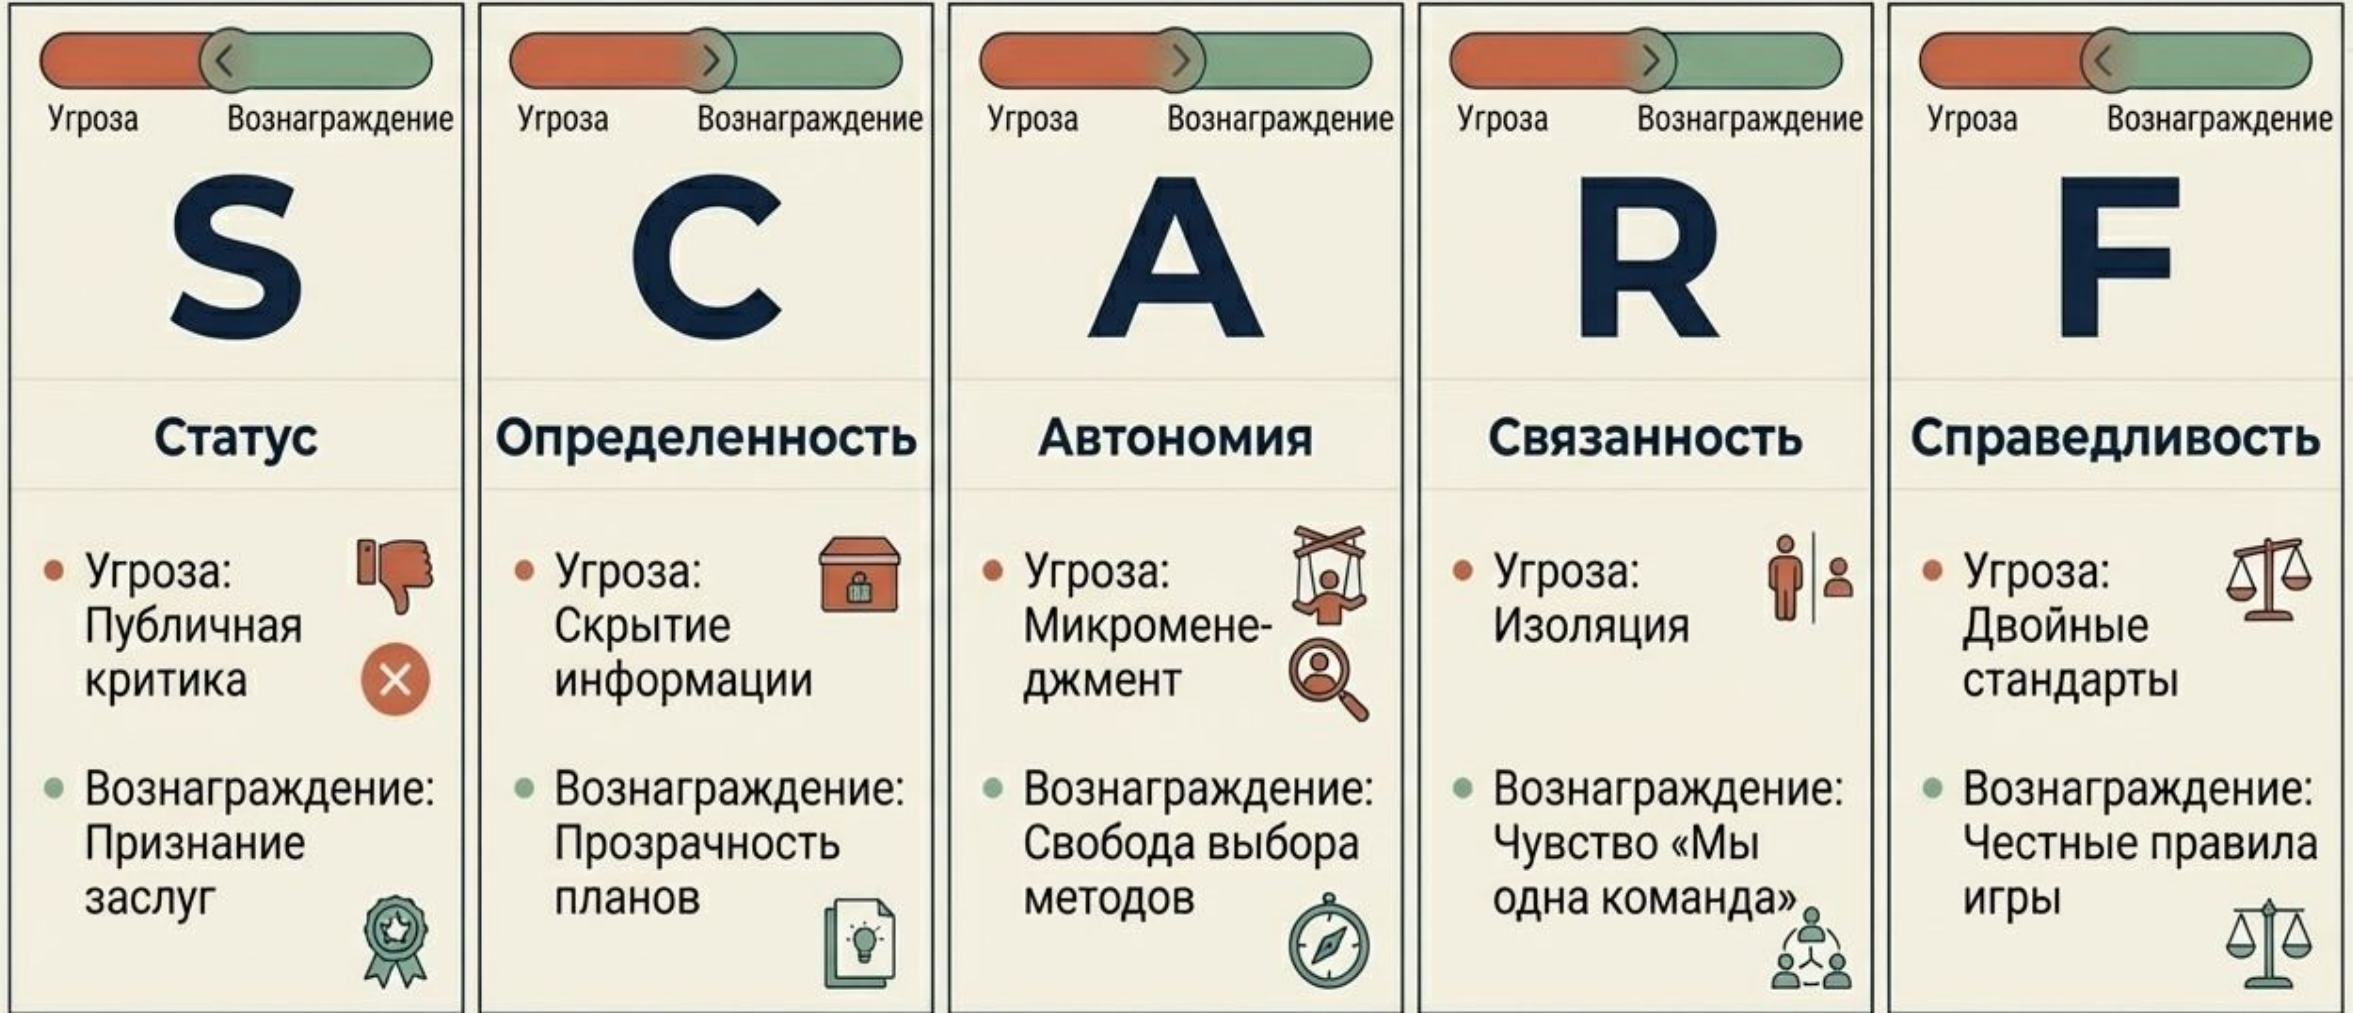 Угроза Вознаграждение
S
Статус
Угроза:
Публичная
критика
Вознаграждение:
Признание
заслуг
Угроза Вознаграждение
C
Определенность
Угроза:
Скрытие
информации
Вознаграждение:
Прозрачность
планов
Угроза Вознаграждение
A
Автономия
Угроза:
Микромене-
джмент
Вознаграждение:
Свобода выбора
методов
Угроза Вознаграждение
R
Связанность
Угроза:
Изоляция
Вознаграждение:
Чувство «Мы
одна команда»
Угроза Вознаграждение
F
Справедливость
Угроза:
Двойные
стандарты
Вознаграждение:
Честные правила
игры